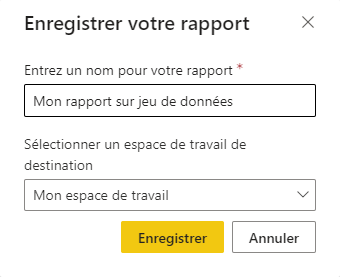 Enregistrer votre rapport
Entrez un nom pour votre rapport *
Mon rapport sur jeu de données
Sélectionner un espace de travail de
destination
Mon espace de travail
Enregistrer Annuler